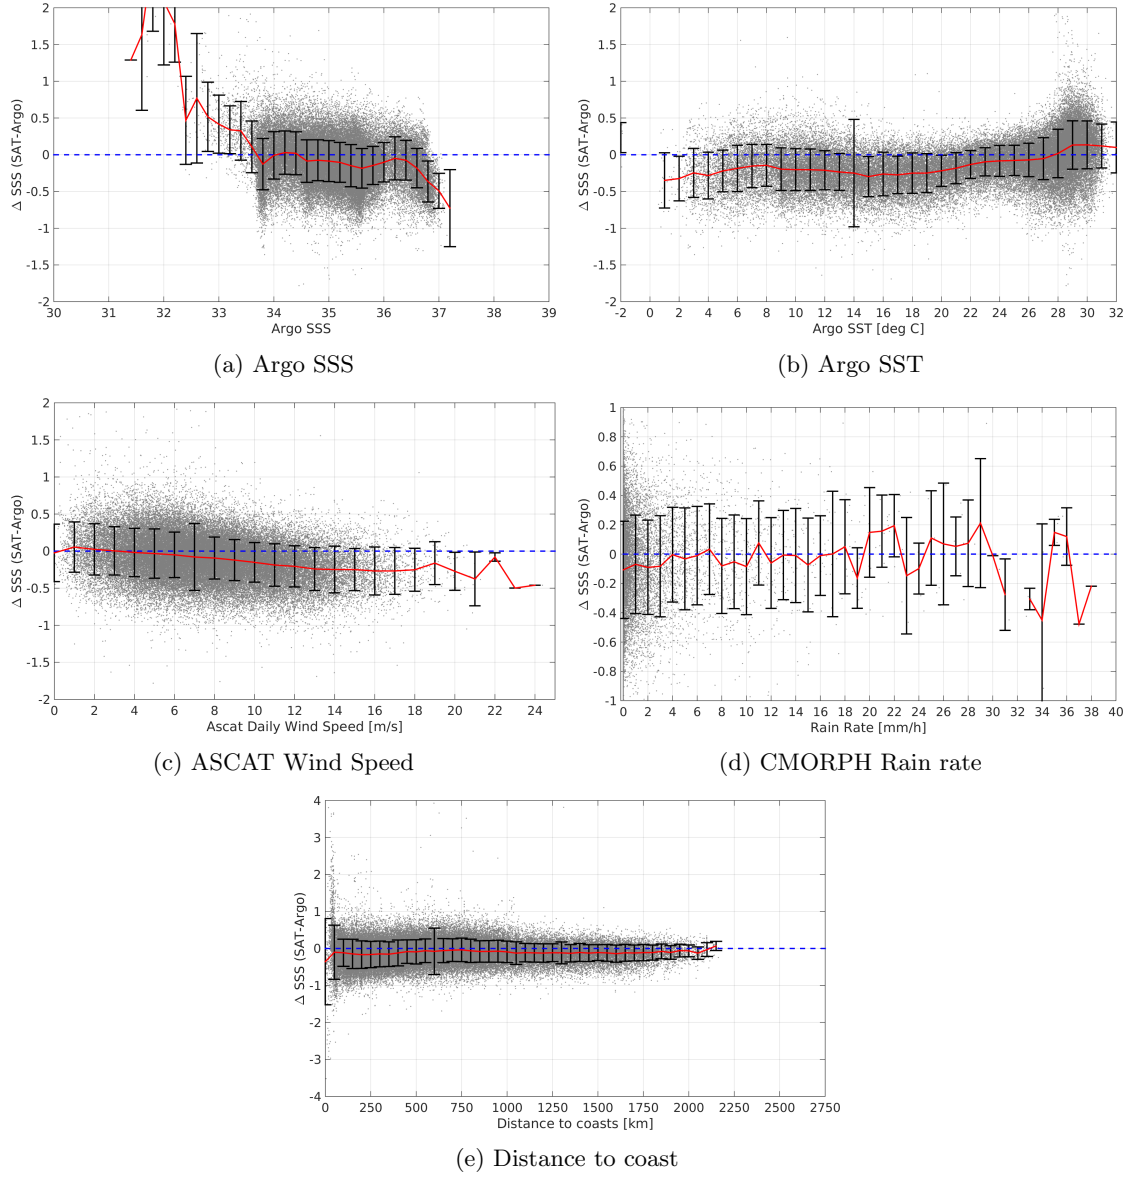 2
1.5
1
0.5
0
-0.5
-1
-1.5
-2
Δ SSS (SAT-Argo)
30 31 32 33 34 35 36 37 38 39
Argo SSS
(a) Argo SSS
2
1.5
1
0.5
0
-0.5
-1
-1.5
-2
Δ SSS (SAT-Argo)
-2 0 2 4 6 8 10 12 14 16 18 20 22 24 26 28 30 32
Argo SST [deg C]
(b) Argo SST
2
1.5
1
0.5
0
-0.5
-1
-1.5
-2
Δ SSS (SAT-Argo)
0 2 4 6 8 10 12 14 16 18 20 22 24
Ascat Daily Wind Speed [m/s]
(c) ASCAT Wind Speed
1
0.8
0.6
0.4
0.2
0
-0.2
-0.4
-0.6
-0.8
-1
Δ SSS (SAT-Argo)
0 2 4 6 8 10 12 14 16 18 20 22 24 26 28 30 32 34 36 38 40
Rain Rate [mm/h]
(d) CMORPH Rain rate
4
3
2
1
0
-1
-2
-3
-4
Δ SSS (SAT-Argo)
0 250 500 750 1000 1250 1500 1750 2000 2250 2500 2750
Distance to coasts [km]
(e) Distance to coast